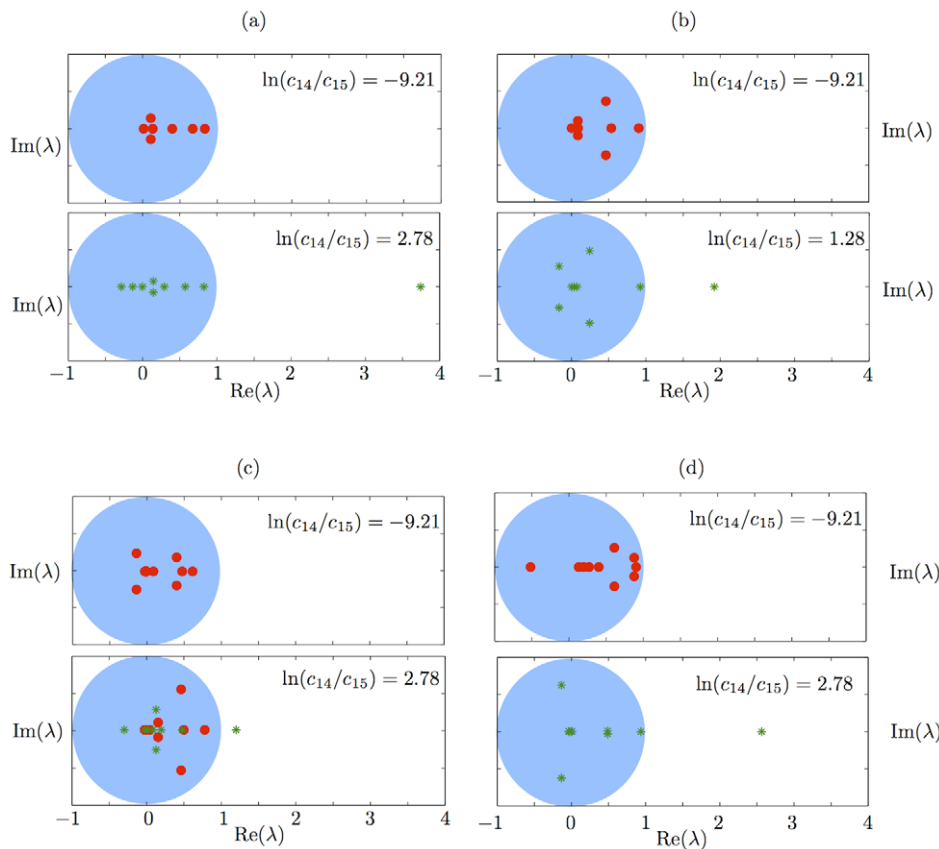 (a)
(b)
ln(c₁₄/c₁₅) = −9.21
ln(c₁₄/c₁₅) = −9.21
Im(λ)
Im(λ)
ln(c₁₄/c₁₅) = 2.78
ln(c₁₄/c₁₅) = 1.28
Im(λ)
Im(λ)
−1 0 1 2 3 4
−1 0 1 2 3 4
Re(λ)
Re(λ)
(c)
(d)
ln(c₁₄/c₁₅) = −9.21
ln(c₁₄/c₁₅) = −9.21
Im(λ)
Im(λ)
ln(c₁₄/c₁₅) = 2.78
ln(c₁₄/c₁₅) = 2.78
Im(λ)
Im(λ)
−1 0 1 2 3 4
−1 0 1 2 3 4
Re(λ)
Re(λ)